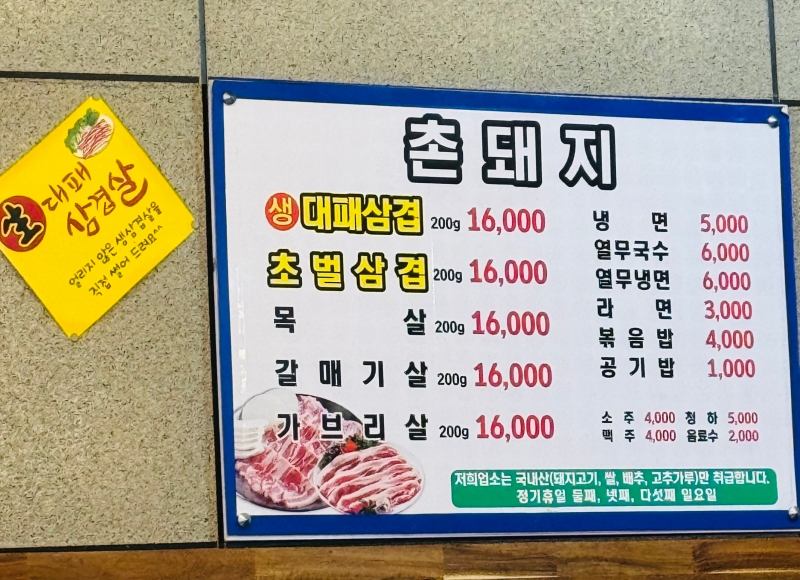 生 대패
삼겹살
얼리지 않은 생삼겹살을
직접 썰어 드려요^^
촌돼지
생 대패삼겹 200g 16,000
초벌삼겹 200g 16,000
목살 200g 16,000
갈매기살 200g 16,000
가브리살 200g 16,000
냉면 5,000
열무국수 6,000
열무냉면 6,000
라면 3,000
볶음밥 4,000
공기밥 1,000
소주 4,000 청하 5,000
맥주 4,000 음료수 2,000
저희업소는 국내산(돼지고기, 쌀, 배추, 고추가루)만 취급합니다.
정기휴일 둘째, 넷째, 다섯째 일요일